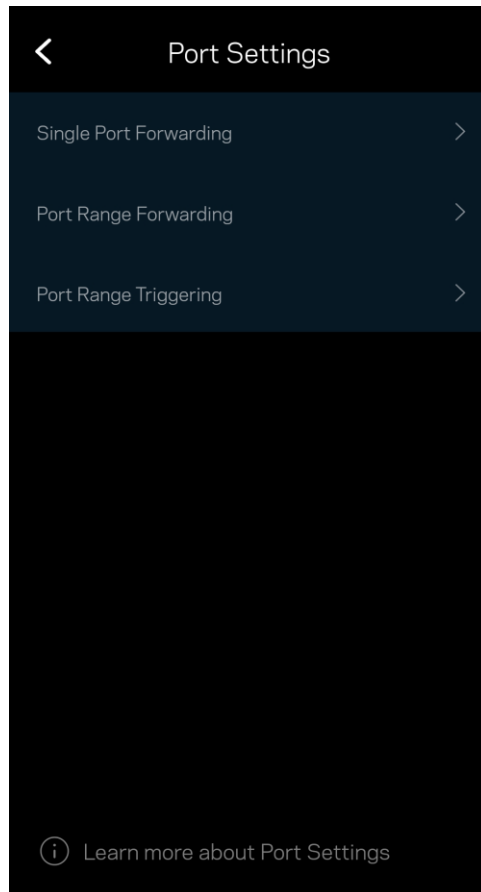 Port Settings
Single Port Forwarding
Port Range Forwarding
Port Range Triggering
Learn more about Port Settings